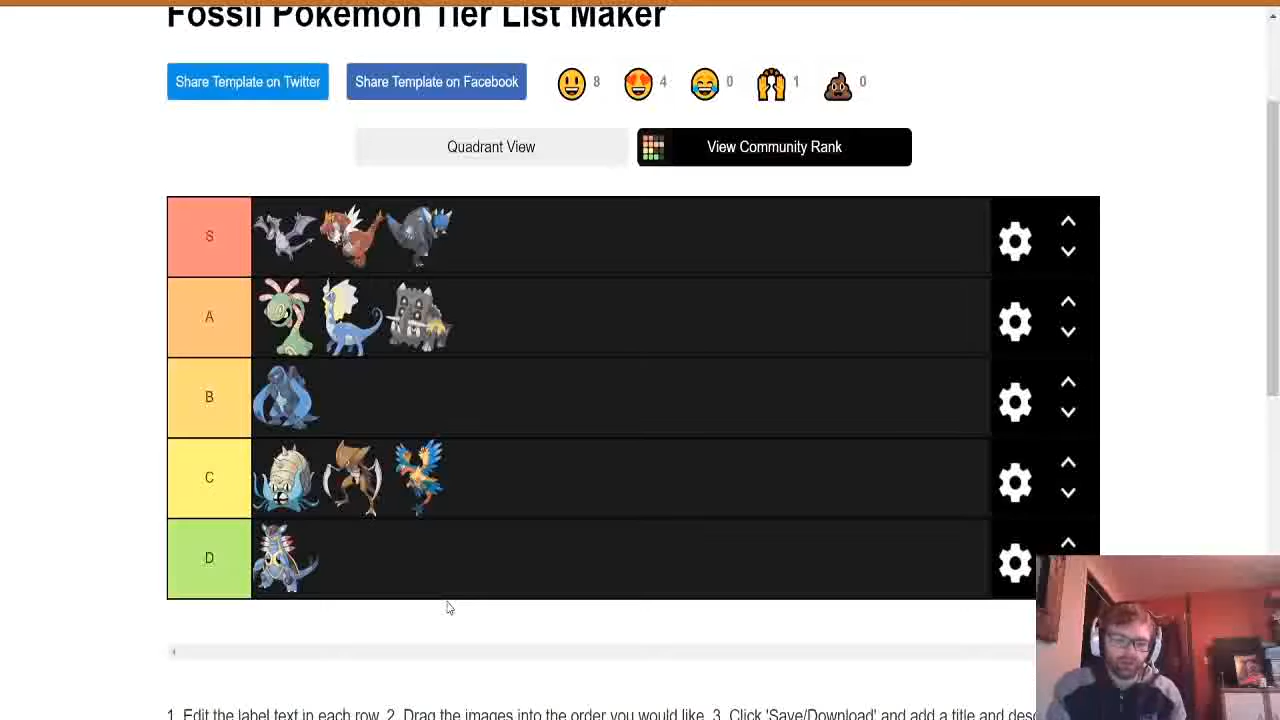 Fossil Pokemon Tier List Maker
Share Template on Twitter
Share Template on Facebook
8
4
0
1
0
Quadrant View
View Community Rank
S
A
B
C
D
1. Edit the label text in each row. 2. Drag the images into the order you would like. 3. Click 'Save/Download' and add a title and desc